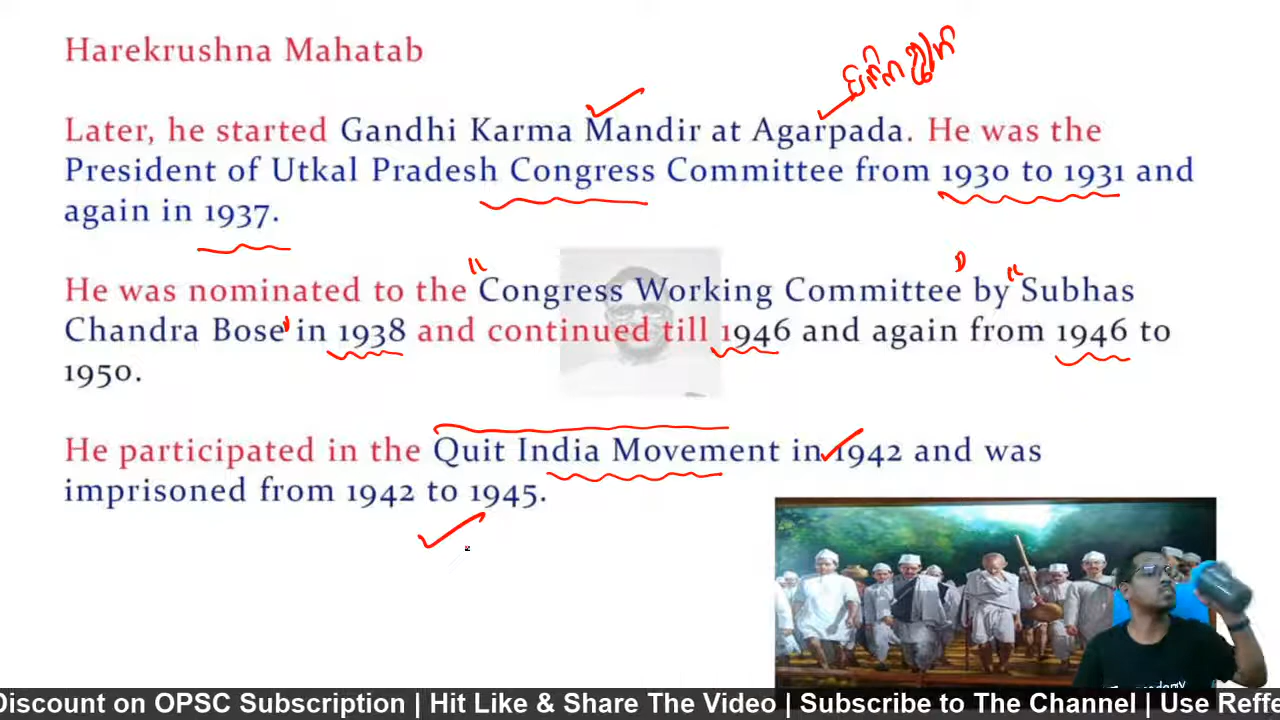 Harekrushna Mahatab
Later, he started Gandhi Karma Mandir at Agarpada. He was the
President of Utkal Pradesh Congress Committee from 1930 to 1931 and
again in 1937.
He was nominated to the "Congress Working Committee" by "Subhas
Chandra Bose" in 1938 and continued till 1946 and again from 1946 to
1950.
He participated in the Quit India Movement in 1942 and was
imprisoned from 1942 to 1945.
Discount on OPSC Subscription | Hit Like & Share The Video | Subscribe to The Channel | Use Reffe